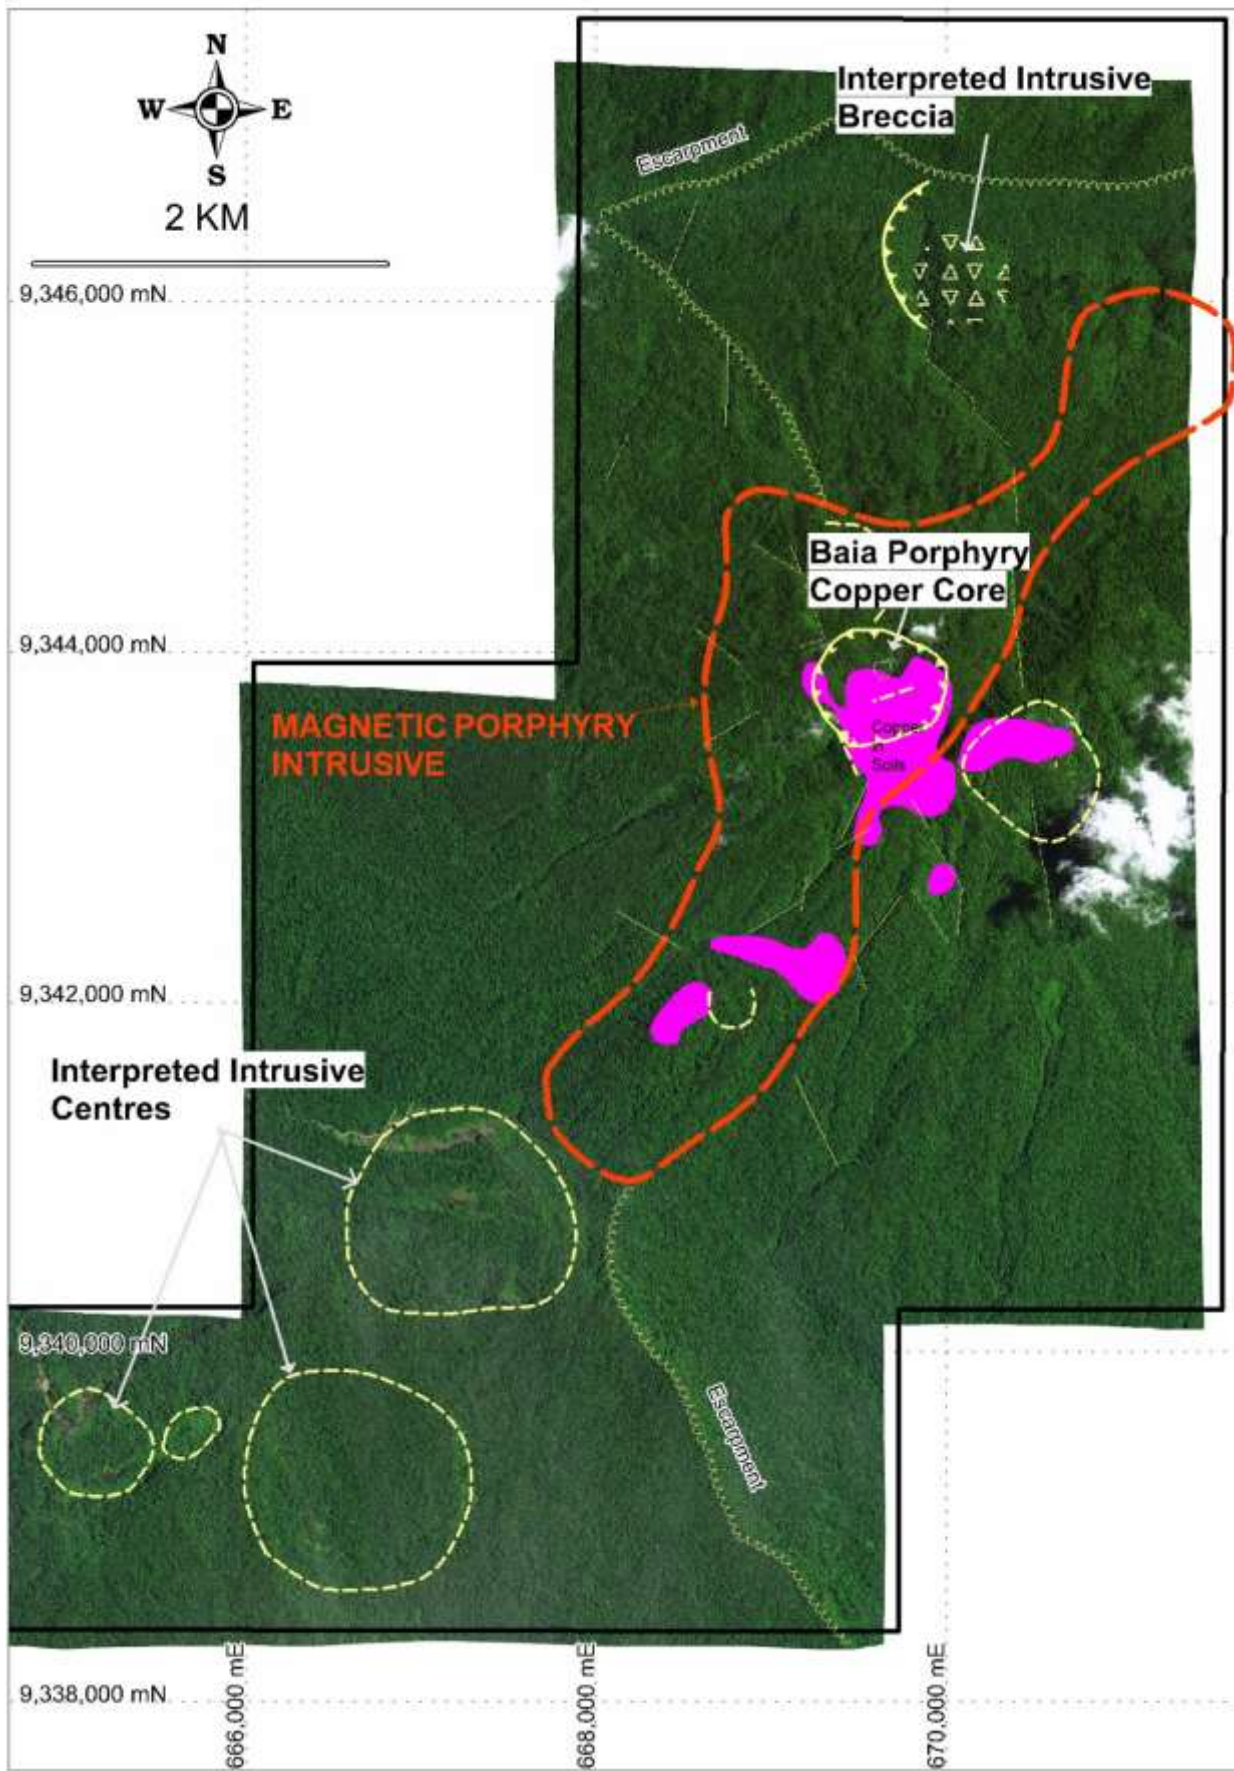 N
W E
S
2 KM
Interpreted Intrusive
Breccia
Escarpment
9,346,000 mN
Baia Porphyry
Copper Core
9,344,000 mN
MAGNETIC PORPHYRY
INTRUSIVE
Copper
in
Soils
9,342,000 mN
Interpreted Intrusive
Centres
9,340,000 mN
Escarpment
9,338,000 mN
666,000 mE
668,000 mE
670,000 mE